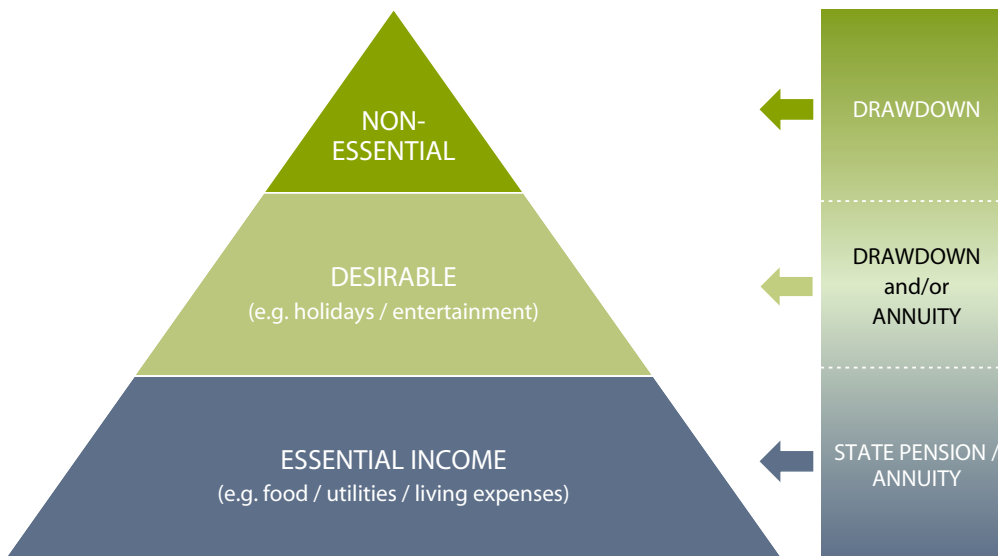 NON-
ESSENTIAL
DESIRABLE
(e.g. holidays / entertainment)
ESSENTIAL INCOME
(e.g. food / utilities / living expenses)
DRAWDOWN
DRAWDOWN
and/or
ANNUITY
STATE PENSION /
ANNUITY